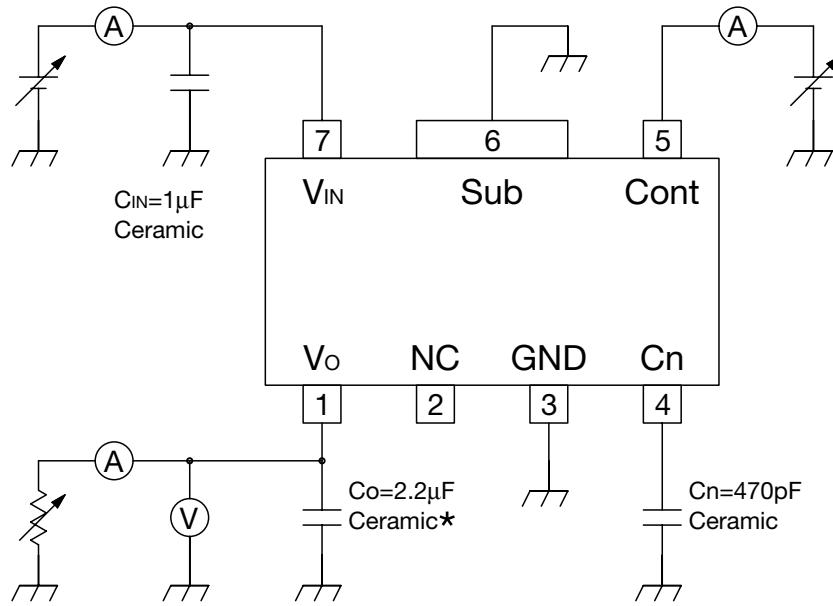 A
A
7
6
5
CIN=1μF
Ceramic
VIN
Sub
Cont
VO
NC
GND
Cn
1
2
3
4
A
V
Co=2.2μF
Ceramic★
Cn=470pF
Ceramic